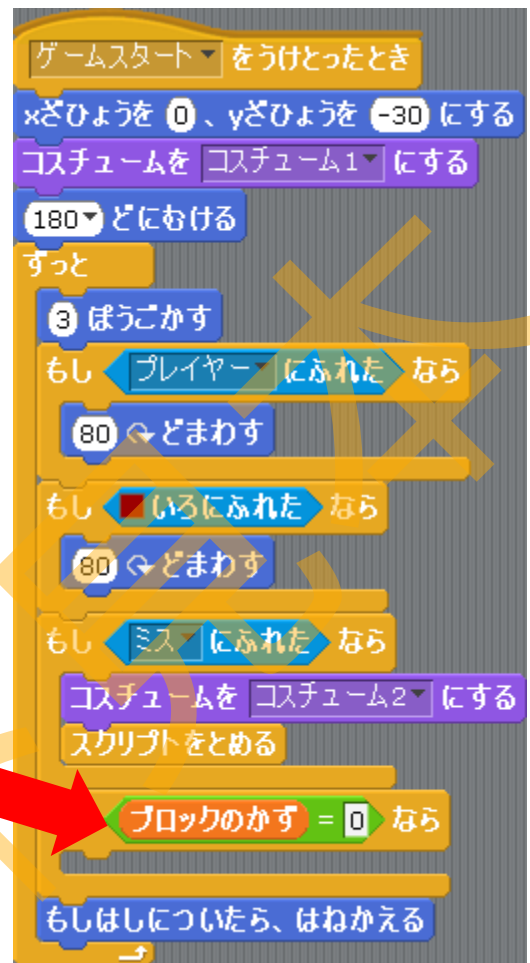 ゲームスタート をうけとったとき
xざひょうを 0 、yざひょうを -30 にする
コスチュームを コスチューム1 にする
180 どにむける
ずっと
3 ほうごかす
もし プレイヤー にふれた なら
80 どまわす
もし いろにふれた なら
80 どまわす
もし ミス にふれた なら
コスチュームを コスチューム2 にする
スクリプトをとめる
ブロックのかず = 0 なら
もしはしについたら、はねかえる